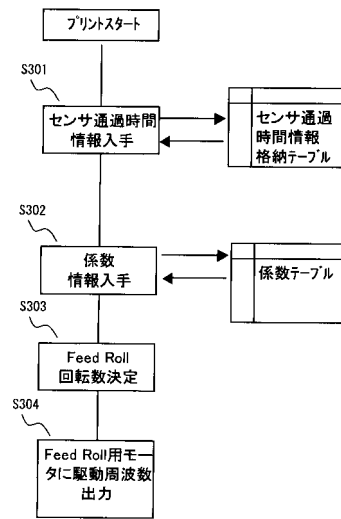 プリントスタート
S301
センサ通過時間
情報入手
センサ通過
時間情報
格納テーブル
S302
係数
情報入手
係数テーブル
S303
Feed Roll
回転数決定
S304
Feed Roll用モー
タに駆動周波数
出力